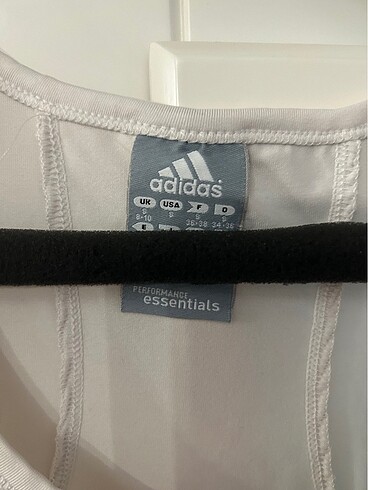 adidas
UK USA F D
S S S S
8-10 36-38 34-36
E
PERFORMANCE
essentials